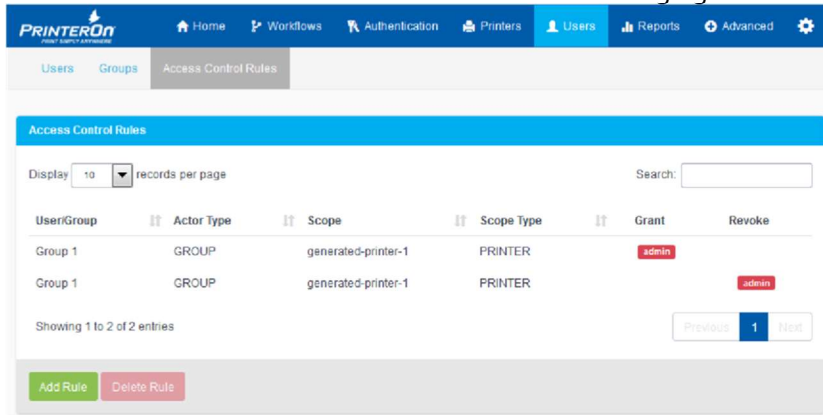 PRINTERON
PRINT SIMPLY ANYWHERE
Home Workflows Authentication Printers Users Reports Advanced
Users Groups Access Control Rules
Access Control Rules
Display 10 records per page Search:
User/Group Actor Type Scope Scope Type Grant Revoke
Group 1 GROUP generated-printer-1 PRINTER admin
Group 1 GROUP generated-printer-1 PRINTER admin
Showing 1 to 2 of 2 entries Previous 1 Next
Add Rule Delete Rule